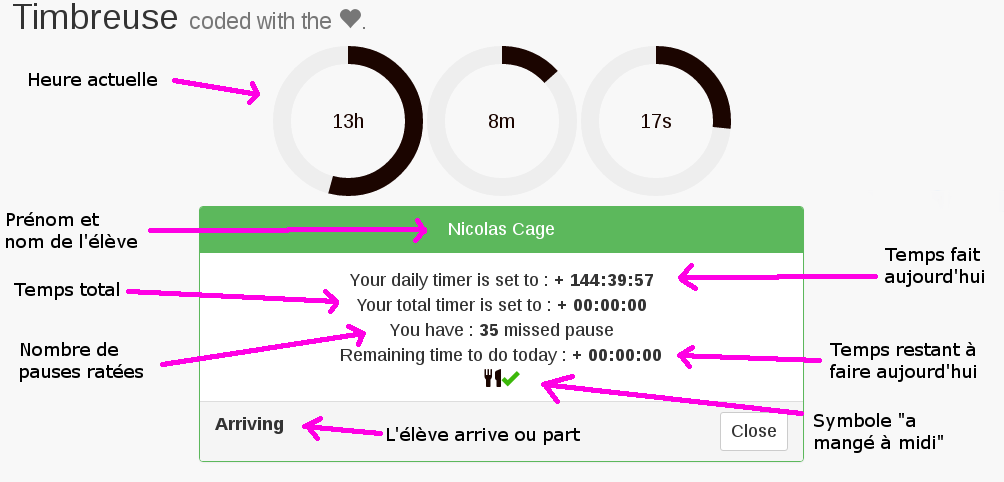 Timbreuse coded with the ♥.
Heure actuelle
13h
8m
17s
Prénom et
nom de l'élève
Nicolas Cage
Temps fait
aujourd'hui
Your daily timer is set to : + 144:39:57
Temps total
Your total timer is set to : + 00:00:00
You have : 35 missed pause
Nombre de
pauses ratées
Remaining time to do today : + 00:00:00
Temps restant à
faire aujourd'hui
Symbole "a
mangé à midi"
Arriving
L'élève arrive ou part
Close